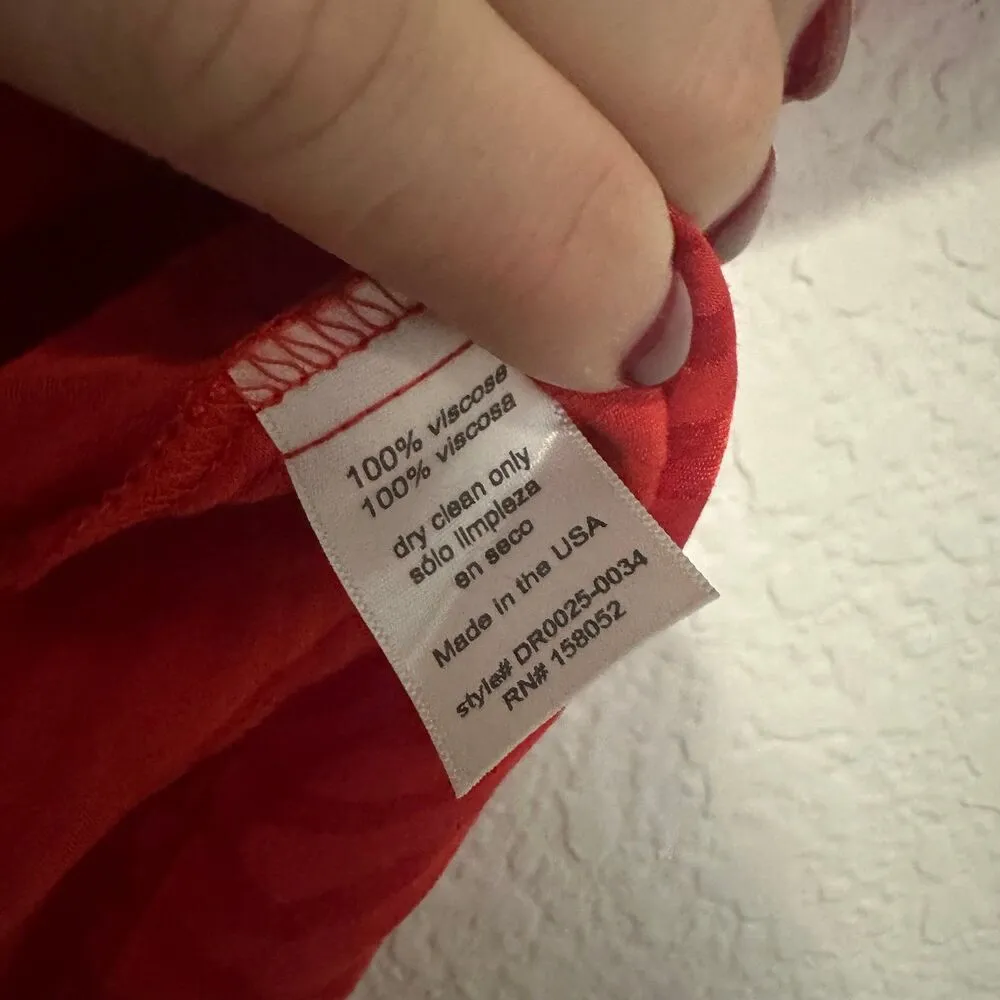 100% viscose
100% viscosa
dry clean only
sólo limpieza
en seco
Made in the USA
style# DR0025-0034
RN# 158052